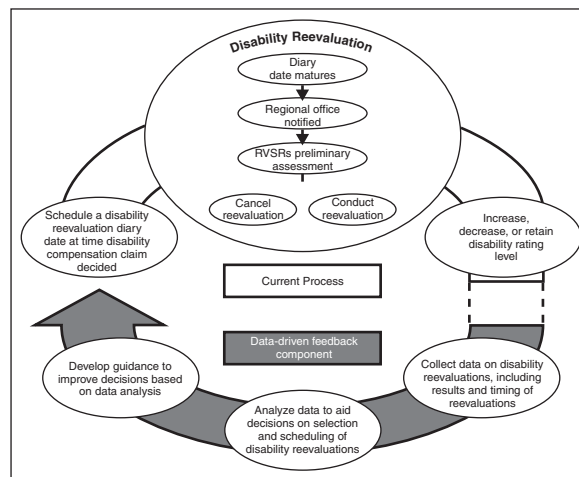 Disability Reevaluation
Diary
date matures
Regional office
notified
RVSRs preliminary
assessment
Cancel
reevaluation
Conduct
reevaluation
Schedule a disability
reevaluation diary
date at time disability
compensation claim
decided
Increase,
decrease, or retain
disability rating
level
Current Process
Data-driven feedback
component
Develop guidance to
improve decisions based
on data analysis
Collect data on disability
reevaluations, including
results and timing of
reevaluations
Analyze data to aid
decisions on selection
and scheduling of
disability reevaluations